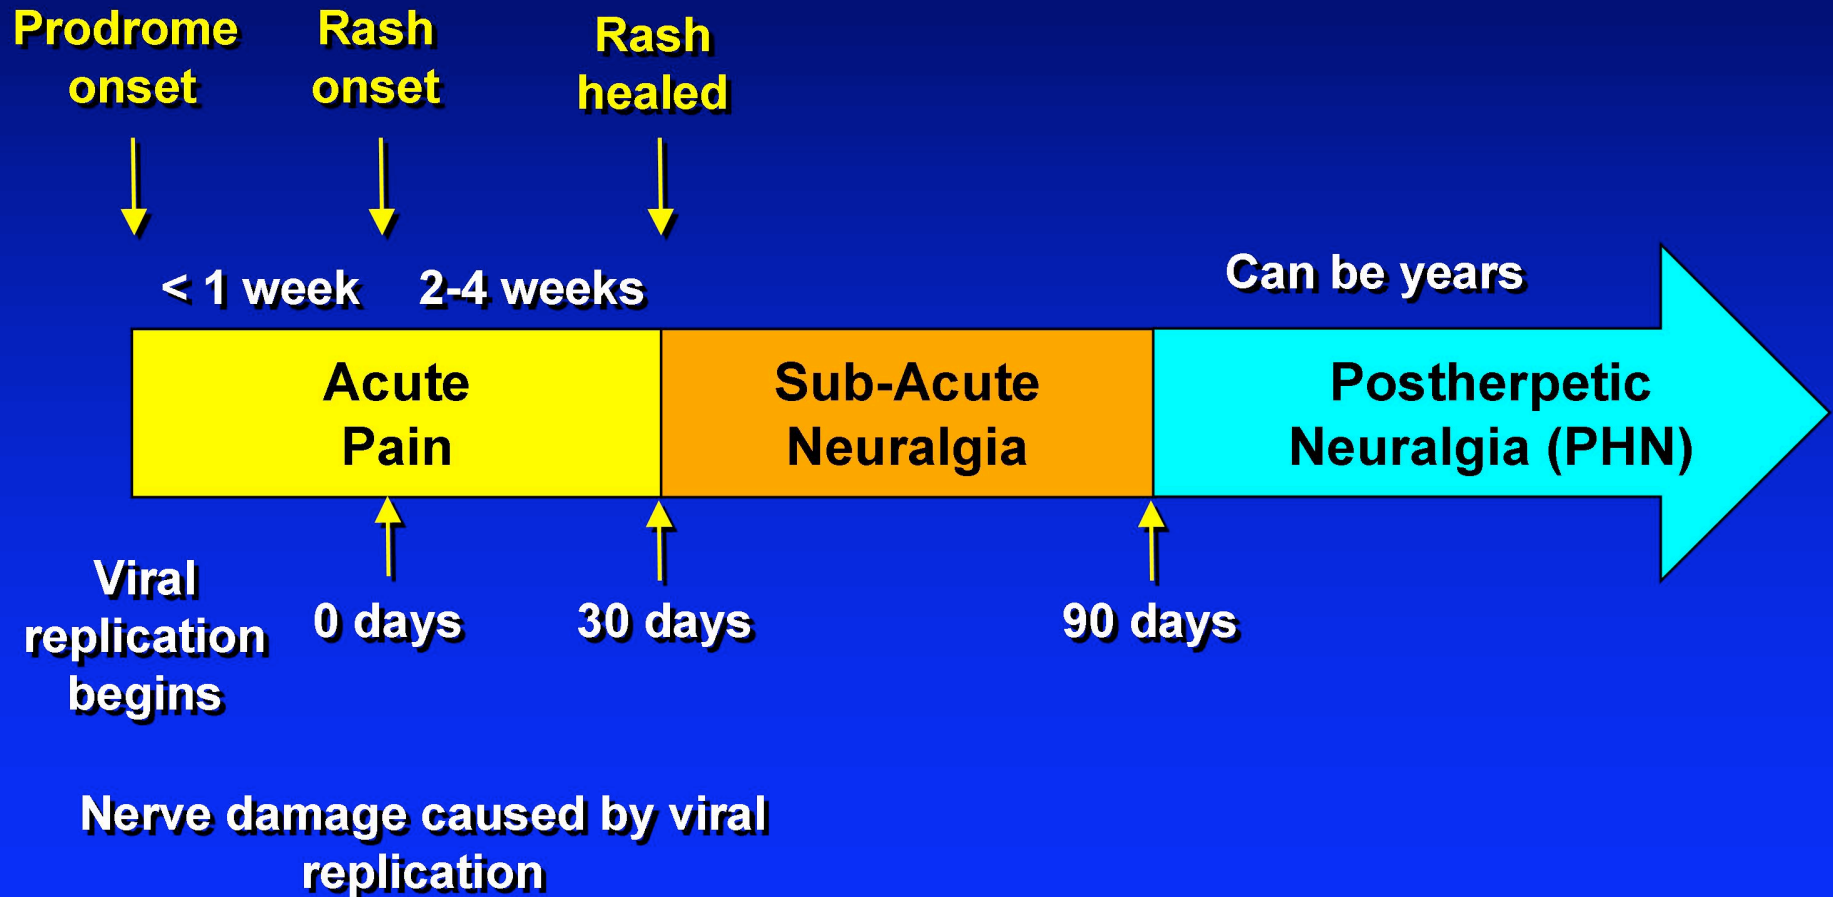 Prodrome
onset
Rash
onset
Rash
healed
< 1 week
2-4 weeks
Can be years
Acute
Pain
Sub-Acute
Neuralgia
Postherpetic
Neuralgia (PHN)
Viral
replication
begins
0 days
30 days
90 days
Nerve damage caused by viral
replication